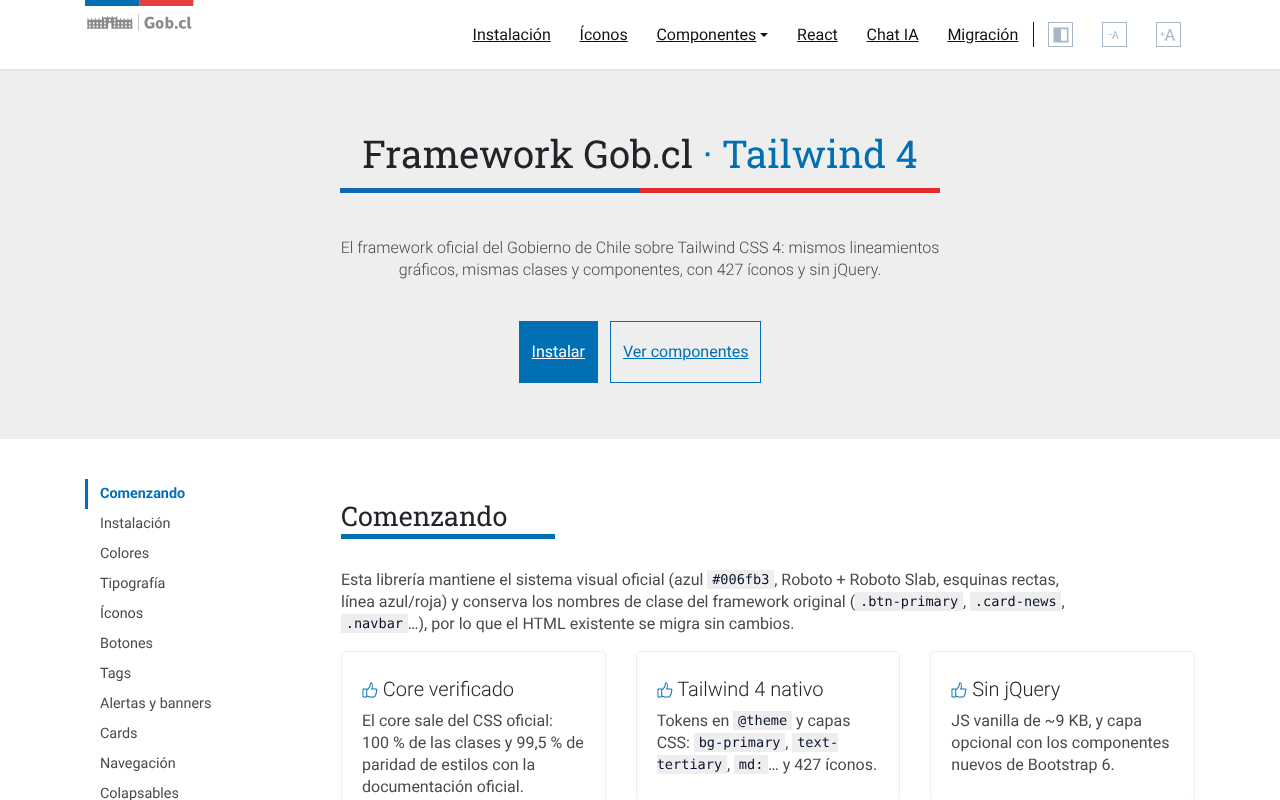 Gob.cl
Instalación
Íconos
Componentes
React
Chat IA
Migración
-A
+A
Framework Gob.cl · Tailwind 4
El framework oficial del Gobierno de Chile sobre Tailwind CSS 4: mismos lineamientos
gráficos, mismas clases y componentes, con 427 íconos y sin jQuery.
Instalar
Ver componentes
Comenzando
Instalación
Colores
Tipografía
Íconos
Botones
Tags
Alertas y banners
Cards
Navegación
Colapsables
Comenzando
Esta librería mantiene el sistema visual oficial (azul #006fb3, Roboto + Roboto Slab, esquinas rectas,
línea azul/roja) y conserva los nombres de clase del framework original (.btn-primary, .card-news,
.navbar…), por lo que el HTML existente se migra sin cambios.
Core verificado
El core sale del CSS oficial:
100 % de las clases y 99,5 % de
paridad de estilos con la
documentación oficial.
Tailwind 4 nativo
Tokens en @theme y capas
CSS: bg-primary, text-
tertiary, md:… y 427 íconos.
Sin jQuery
JS vanilla de ~9 KB, y capa
opcional con los componentes
nuevos de Bootstrap 6.